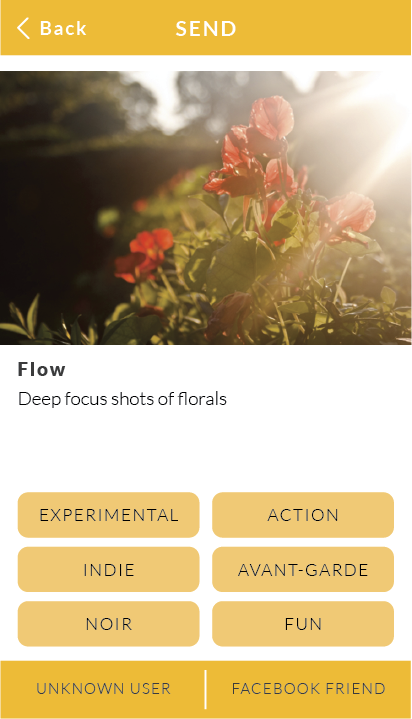 Back
SEND
Flow
Deep focus shots of florals
EXPERIMENTAL
ACTION
INDIE
AVANT-GARDE
NOIR
FUN
UNKNOWN USER
FACEBOOK FRIEND